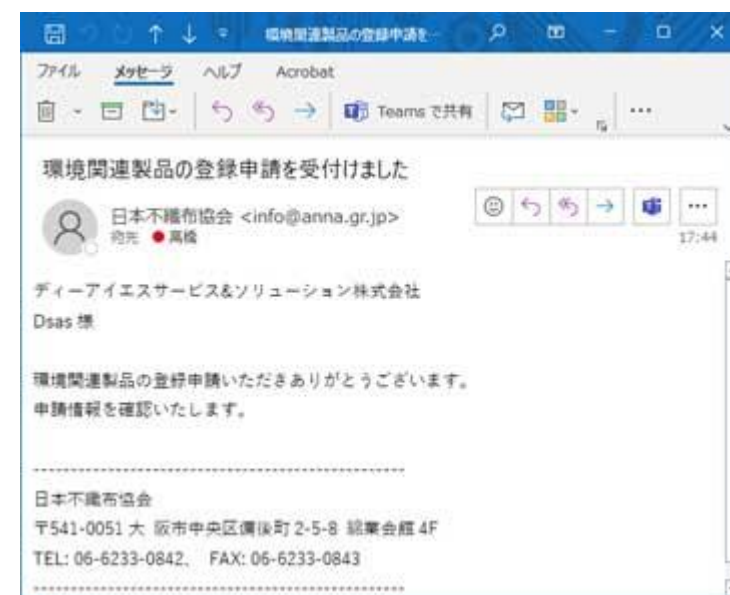 環境関連製品の登録申請を…
ファイル メッセージ ヘルプ Acrobat
Teams で共有
環境関連製品の登録申請を受付けました
日本不織布協会 <info@anna.gr.jp>
宛先 髙橋
17:44
ディーアイエスサービス&ソリューション株式会社
Dsas 様
環境関連製品の登録申請いただきありがとうございます。
申請情報を確認いたします。
------------------------------------------------
日本不織布協会
〒541-0051 大 阪市中央区備後町 2-5-8 綿業会館 4F
TEL: 06-6233-0842、 FAX: 06-6233-0843
------------------------------------------------